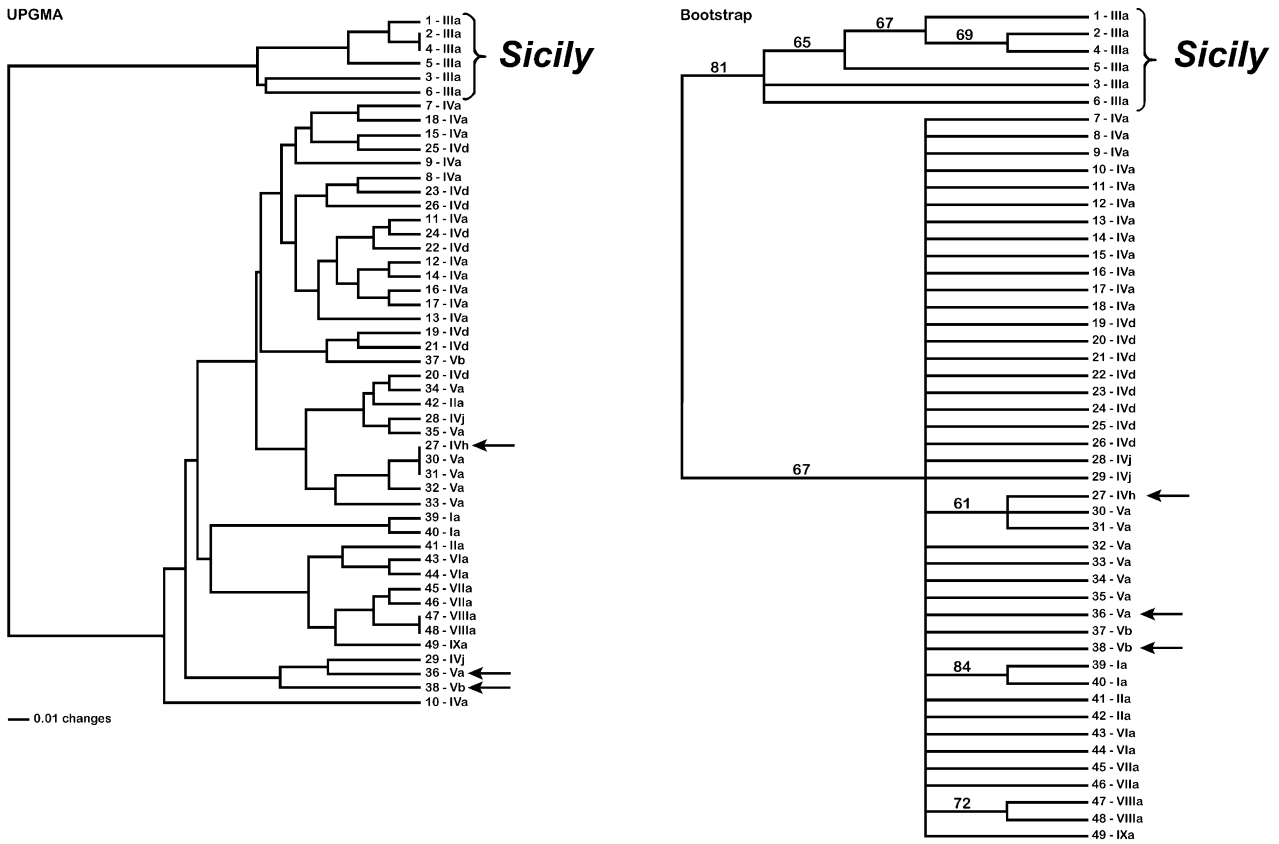 UPGMA
1 - IIIa
2 - IIIa
4 - IIIa
5 - IIIa
3 - IIIa
6 - IIIa
Sicily
7 - IVa
18 - IVa
15 - IVa
25 - IVd
9 - IVa
8 - IVa
23 - IVd
26 - IVd
11 - IVa
24 - IVd
22 - IVd
12 - IVa
14 - IVa
16 - IVa
17 - IVa
13 - IVa
19 - IVd
21 - IVd
37 - Vb
20 - IVd
34 - Va
42 - IIa
28 - IVj
35 - Va
27 - IVh
30 - Va
31 - Va
32 - Va
33 - Va
39 - Ia
40 - Ia
41 - IIa
43 - VIa
44 - VIa
45 - VIIa
46 - VIIa
47 - VIIIa
48 - VIIIa
49 - IXa
29 - IVj
36 - Va
38 - Vb
10 - IVa
0.01 changes
Bootstrap
81
65
67
69
1 - IIIa
2 - IIIa
4 - IIIa
5 - IIIa
3 - IIIa
6 - IIIa
Sicily
7 - IVa
8 - IVa
9 - IVa
10 - IVa
11 - IVa
12 - IVa
13 - IVa
14 - IVa
15 - IVa
16 - IVa
17 - IVa
18 - IVa
19 - IVd
20 - IVd
21 - IVd
22 - IVd
23 - IVd
24 - IVd
25 - IVd
26 - IVd
28 - IVj
67
29 - IVj
61
27 - IVh
30 - Va
31 - Va
32 - Va
33 - Va
34 - Va
35 - Va
36 - Va
37 - Vb
38 - Vb
84
39 - Ia
40 - Ia
41 - IIa
42 - IIa
43 - VIa
44 - VIa
45 - VIIa
46 - VIIa
72
47 - VIIIa
48 - VIIIa
49 - IXa